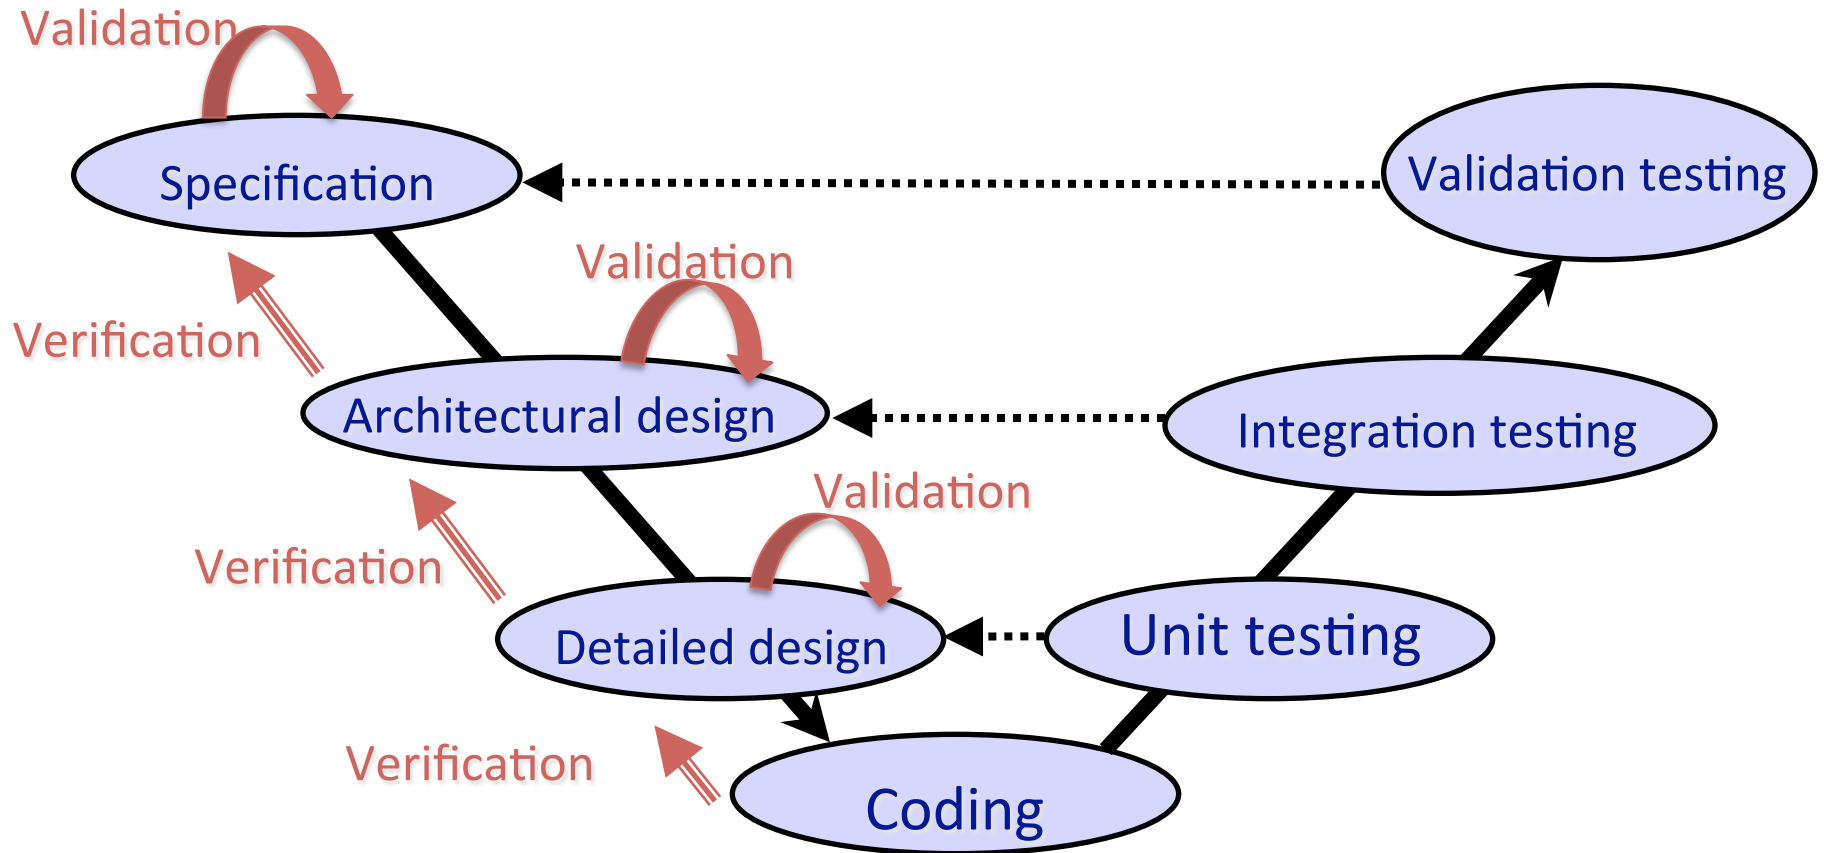 Validation
Specification
Validation testing
Validation
Verification
Architectural design
Integration testing
Validation
Verification
Detailed design
Unit testing
Verification
Coding